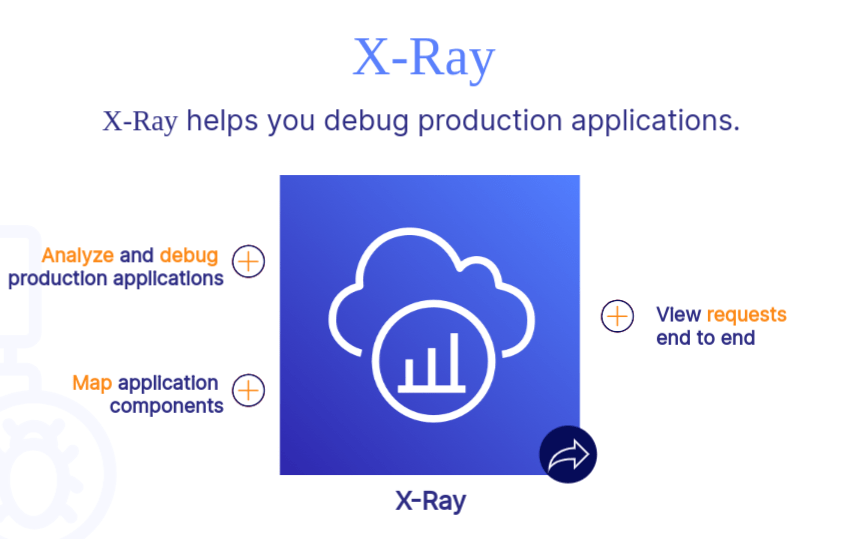 X-Ray
X-Ray helps you debug production applications.
Analyze and debug
production applications
View requests
end to end
Map application
components
X-Ray